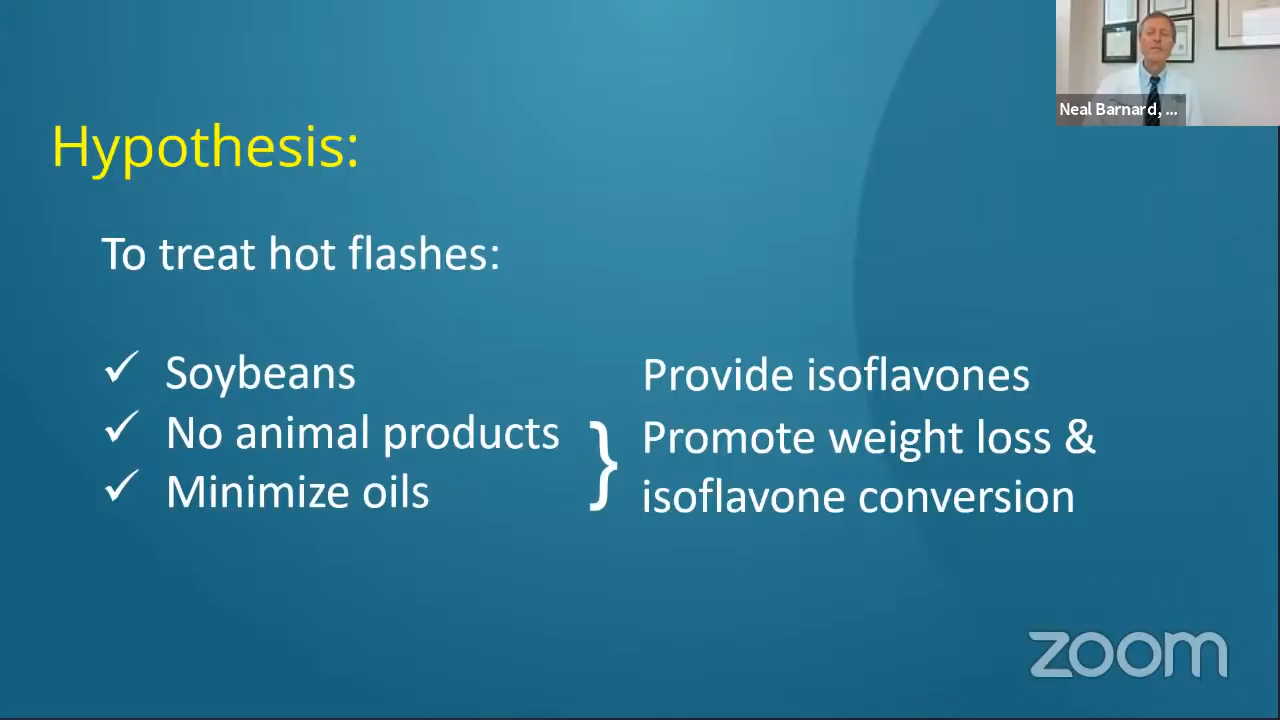 Neal Barnard, ...
Hypothesis:
To treat hot flashes:
✓ Soybeans
Provide isoflavones
✓ No animal products
} Promote weight loss &
✓ Minimize oils
isoflavone conversion
zoom